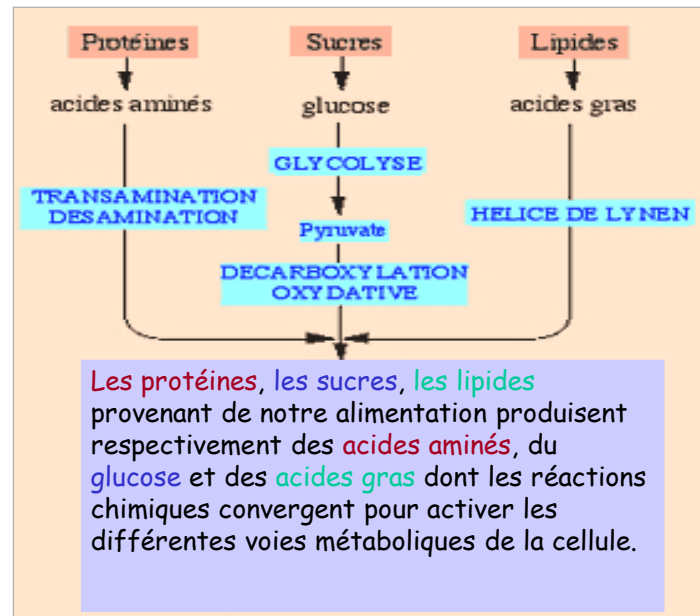 Protéines Sucres Lipides
acides aminés glucose acides gras
GLYCOLYSE
TRANSAMINATION
DESAMINATION
HELICE DE LYNEN
Pyruvate
DECARBOXYLATION
OXYDATIVE
Les protéines, les sucres, les lipides
provenant de notre alimentation produisent
respectivement des acides aminés, du
glucose et des acides gras dont les réactions
chimiques convergent pour activer les
différentes voies métaboliques de la cellule.